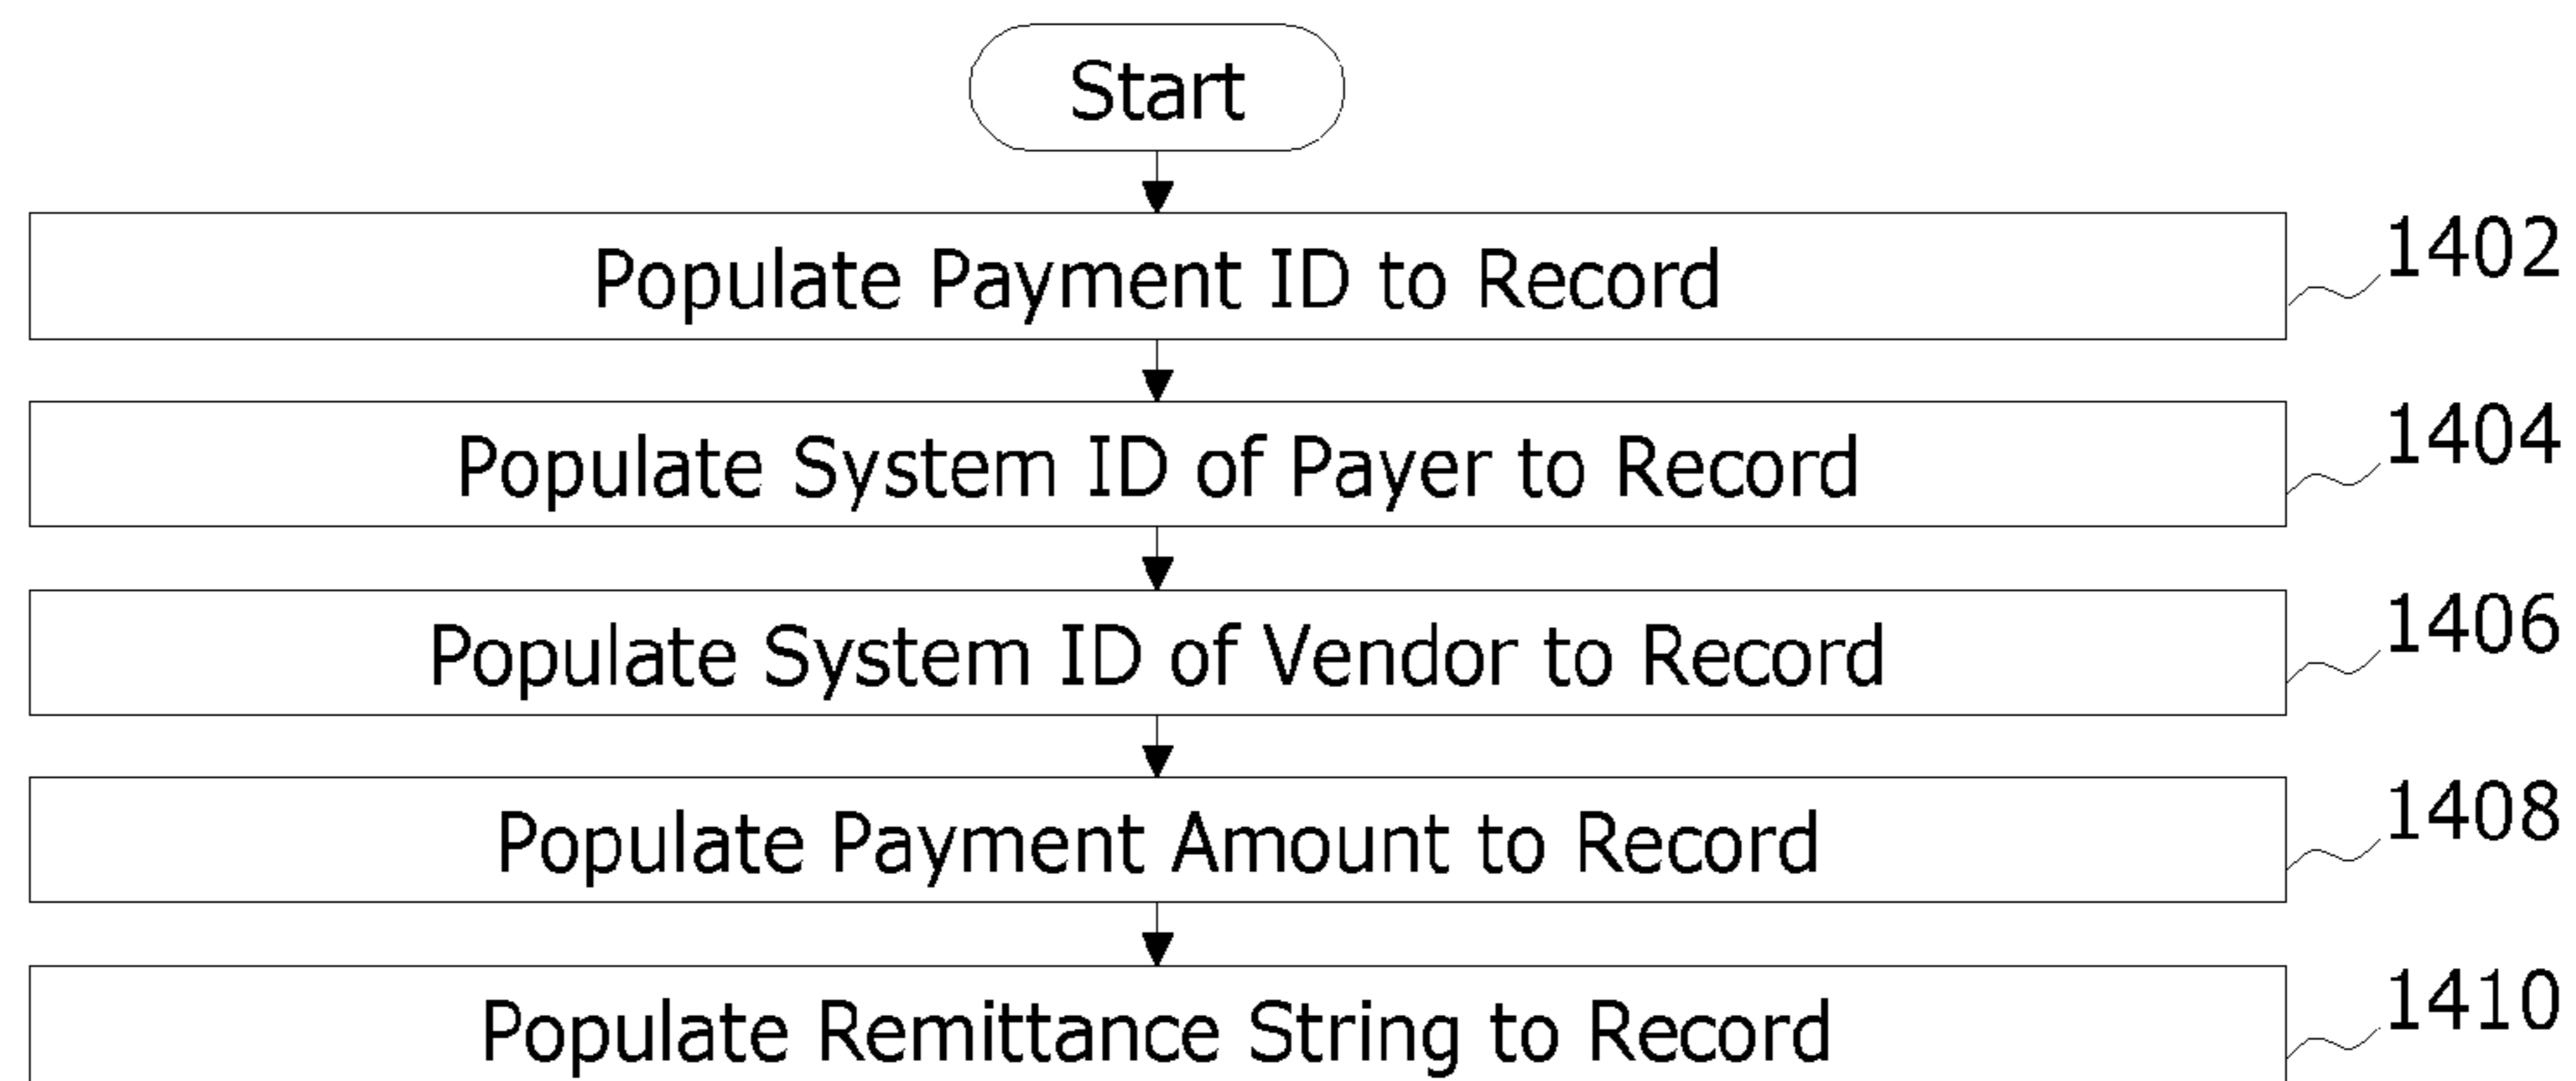 Start
Populate Payment ID to Record
1402
Populate System ID of Payer to Record
1404
Populate System ID of Vendor to Record
1406
Populate Payment Amount to Record
1408
Populate Remittance String to Record
1410